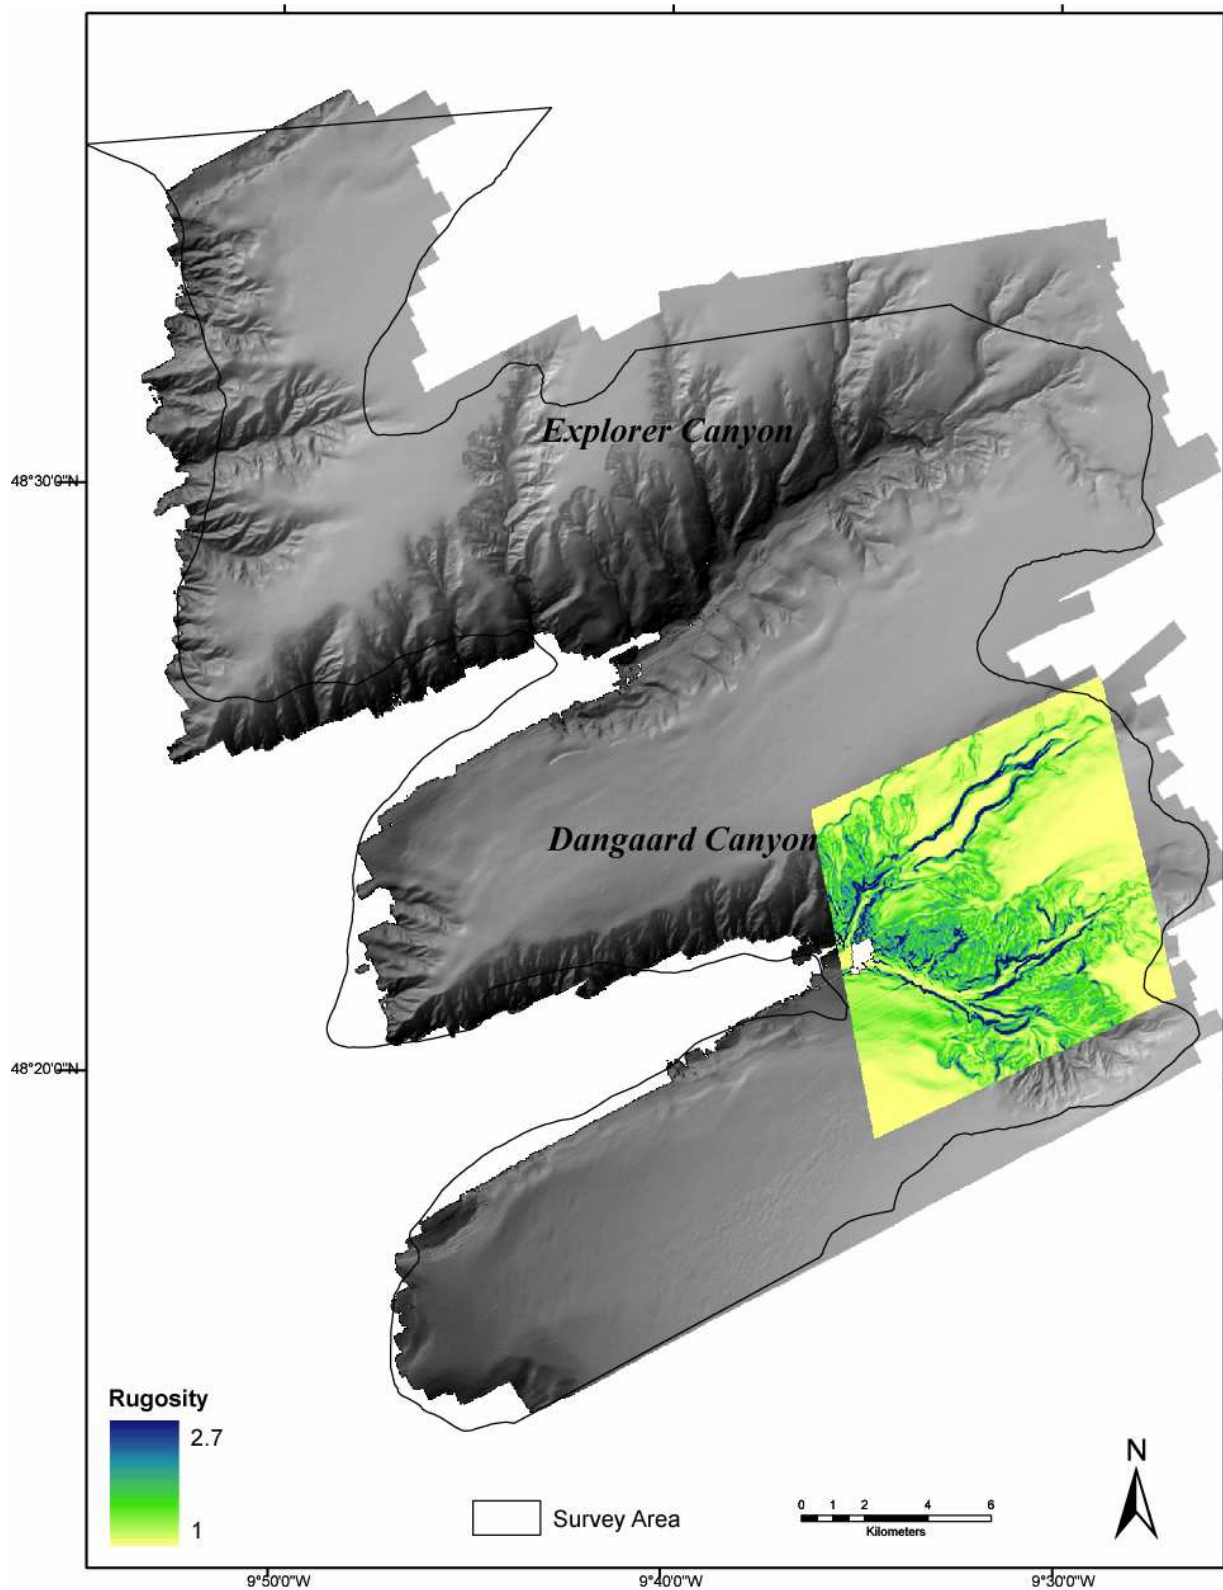 Explorer Canyon
48°30'0"N
Dangaard Canyon
48°20'0"N
Rugosity
2.7
1
Survey Area
0 1 2 4 6
Kilometers
N
9°50'0"W 9°40'0"W 9°30'0"W